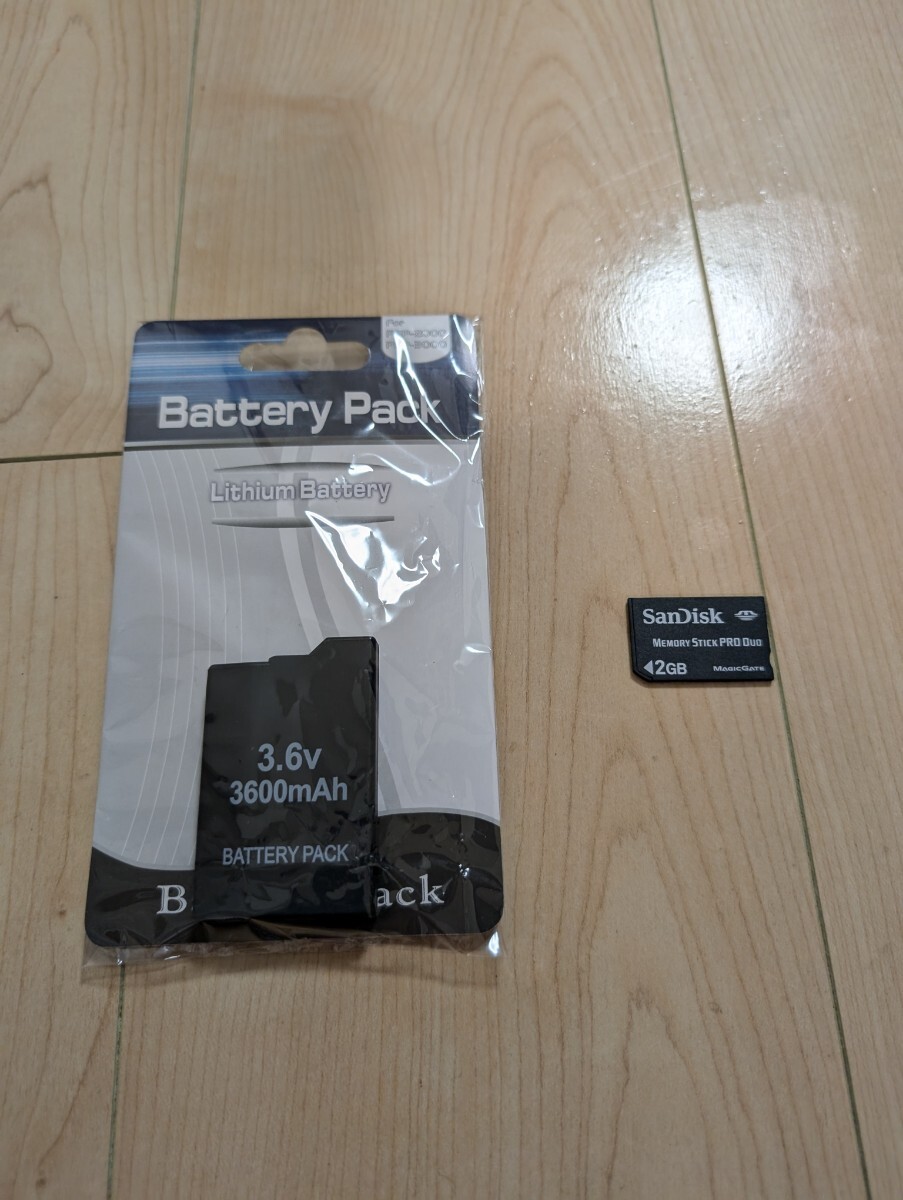 Battery Pack
Lithium Battery
3.6v
3600mAh
BATTERY PACK
B ack
SanDisk
MEMORY STICK PRO DUO
2GB
MAGICGATE